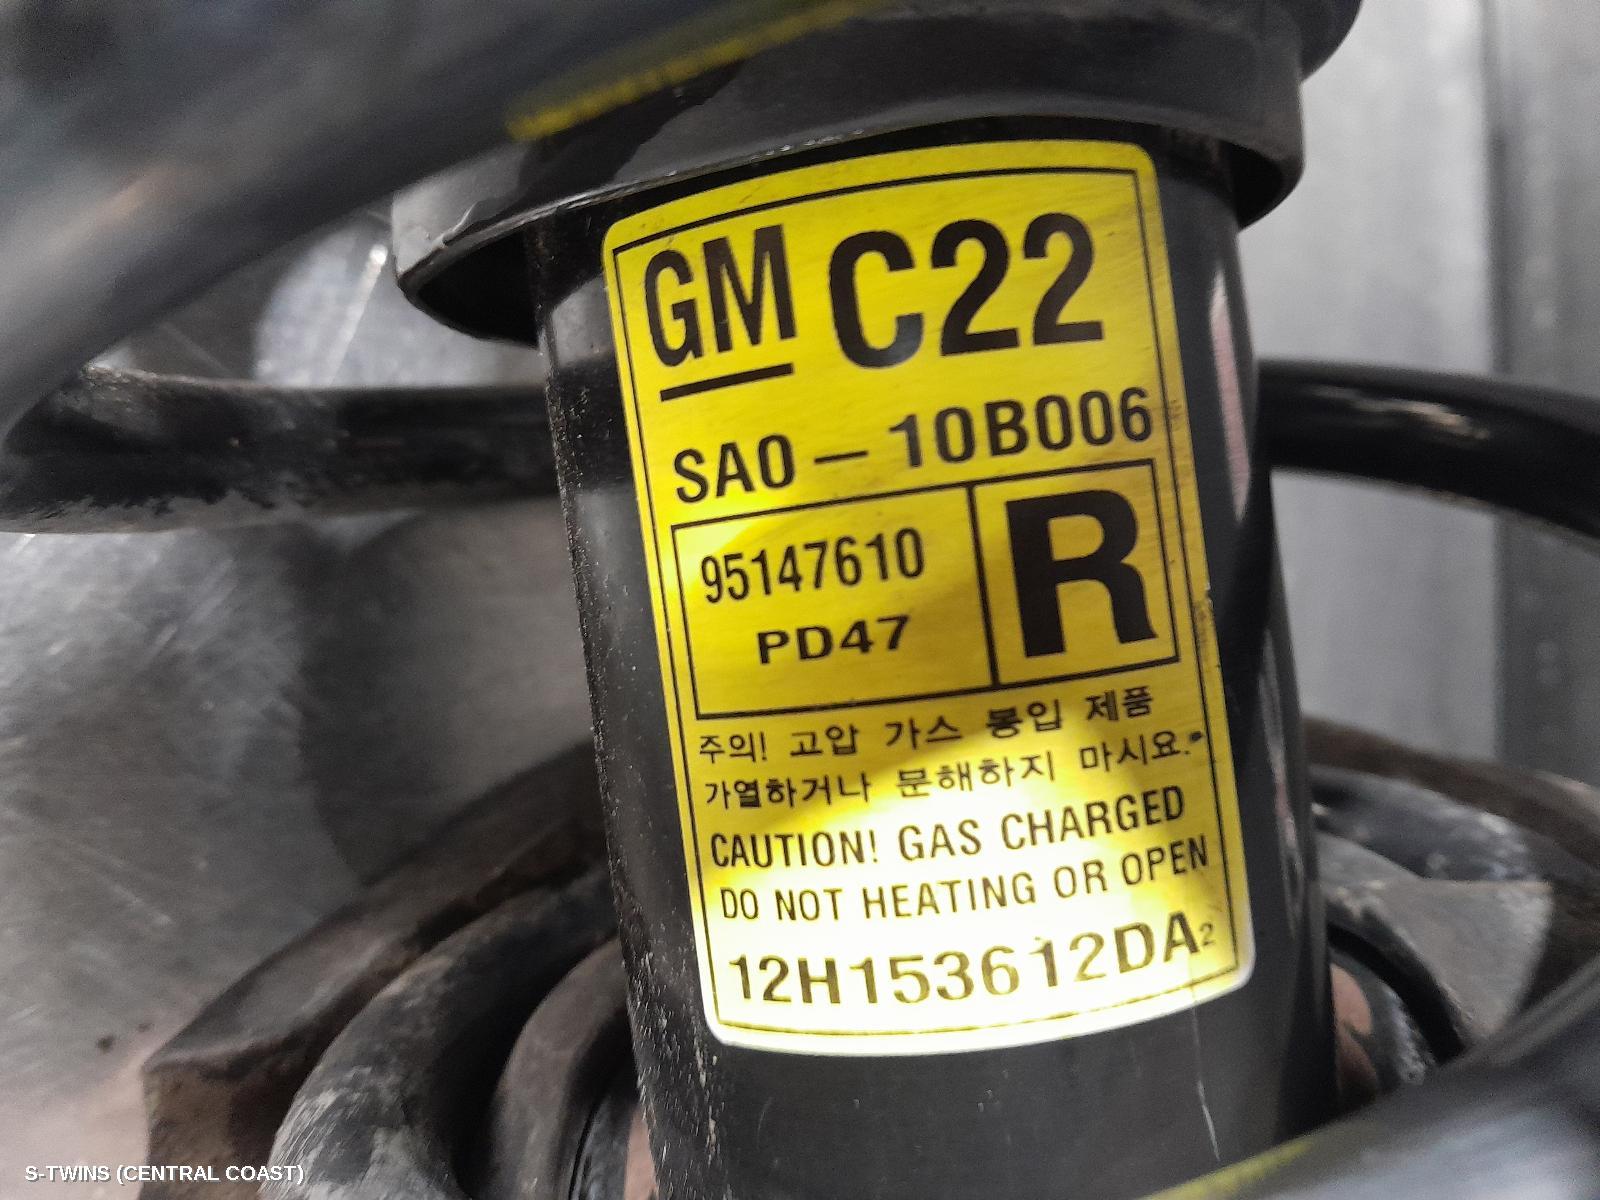 GM C22
SA0 – 10B006
95147610
PD47
R
주의! 고압 가스 봉입 제품
가열하거나 분해하지 마시요.
CAUTION! GAS CHARGED
DO NOT HEATING OR OPEN
12H153612DA2
S-TWINS (CENTRAL COAST)